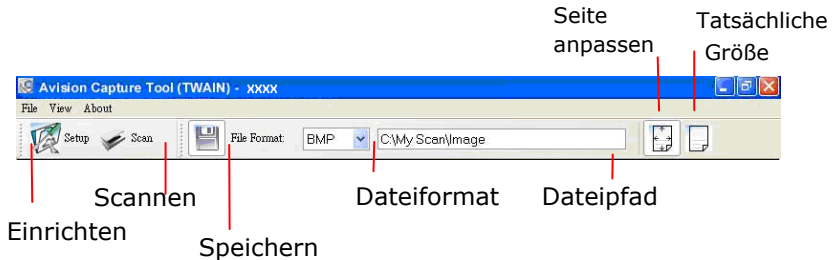 Seite
anpassen
Tatsächliche
Größe
Avision Capture Tool (TWAIN) - xxxx
File View About
Setup Scan File Format: BMP C:\My Scan\Image
Scannen
Dateiformat
Dateipfad
Einrichten
Speichern